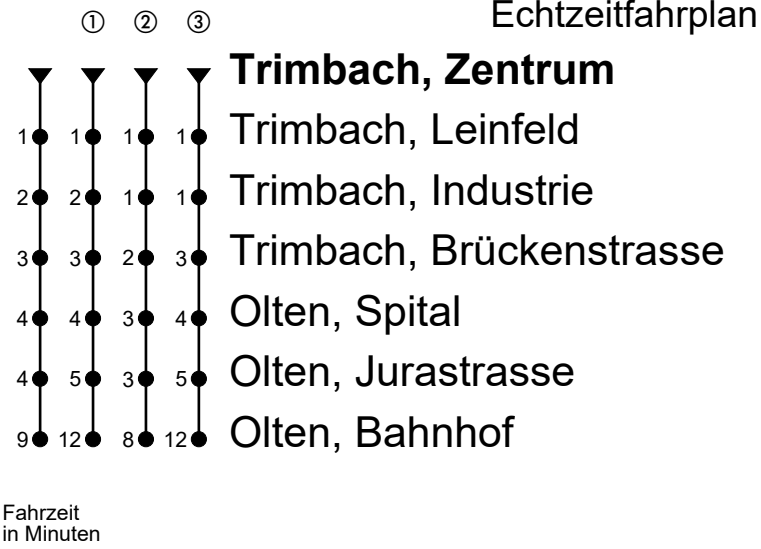 ① ② ③ Echtzeitfahrplan
Trimbach, Zentrum
1 1 1 1 Trimbach, Leinfeld
2 2 1 1 Trimbach, Industrie
3 3 2 3 Trimbach, Brückenstrasse
4 4 3 4 Olten, Spital
4 5 3 5 Olten, Jurastrasse
9 12 8 12 Olten, Bahnhof
Fahrzeit
in Minuten